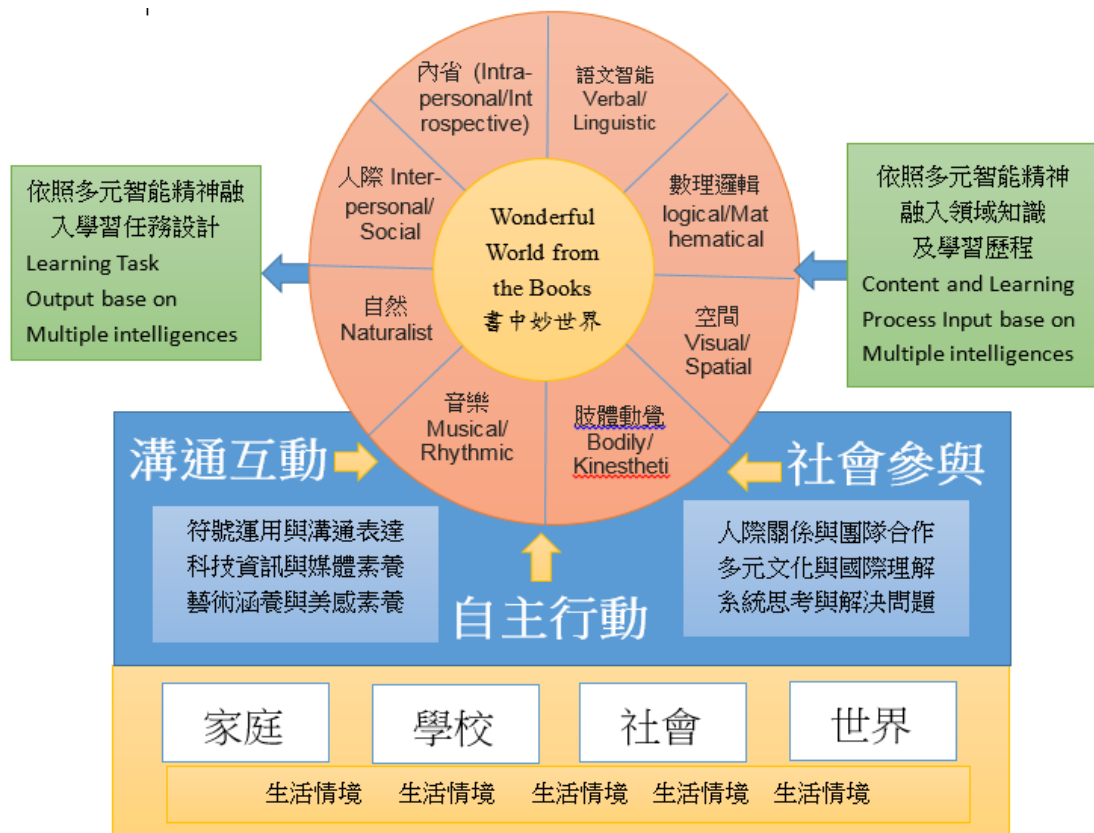 內省 (Intra-
personal/Int
rospective)
語文智能
Verbal/
Linguistic
人際 Inter-
personal/
Social
數理邏輯
logical/Mat
hematical
自然
Naturalist
空間
Visual/
Spatial
音樂
Musical/
Rhythmic
肢體動覺
Bodily/
Kinestheti
Wonderful
World from
the Books
書中妙世界
依照多元智能精神融
入學習任務設計
Learning Task
Output base on
Multiple intelligences
依照多元智能精神
融入領域知識
及學習歷程
Content and Learning
Process Input base on
Multiple intelligences
溝通互動
社會參與
符號運用與溝通表達
科技資訊與媒體素養
藝術涵養與美感素養
人際關係與團隊合作
多元文化與國際理解
系統思考與解決問題
自主行動
家庭 學校 社會 世界
生活情境 生活情境 生活情境 生活情境 生活情境